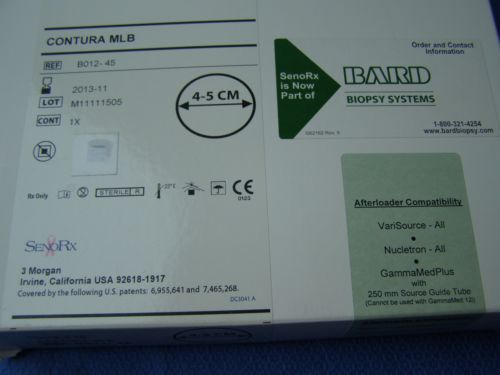 CONTURA MLB
REF B012-45
2013-11
LOT M11111505
CONT 1X
4-5 CM
Rx Only
STERILE R
CE
0123
SENORX
3 Morgan
Irvine, California USA 92618-1917
Covered by the following U.S. patents: 6,955,641 and 7,465,268.
DC3041 A
Order and Contact
Information
SenoRx
is Now
Part of
BARD
BIOPSY SYSTEMS
1-800-321-4254
www.bardbiopsy.com
Afterloader Compatibility
VariSource - All
•
Nucletron - All
•
GammaMedPlus
with
250 mm Source Guide Tube
(Cannot be used with GammaMed 12i)